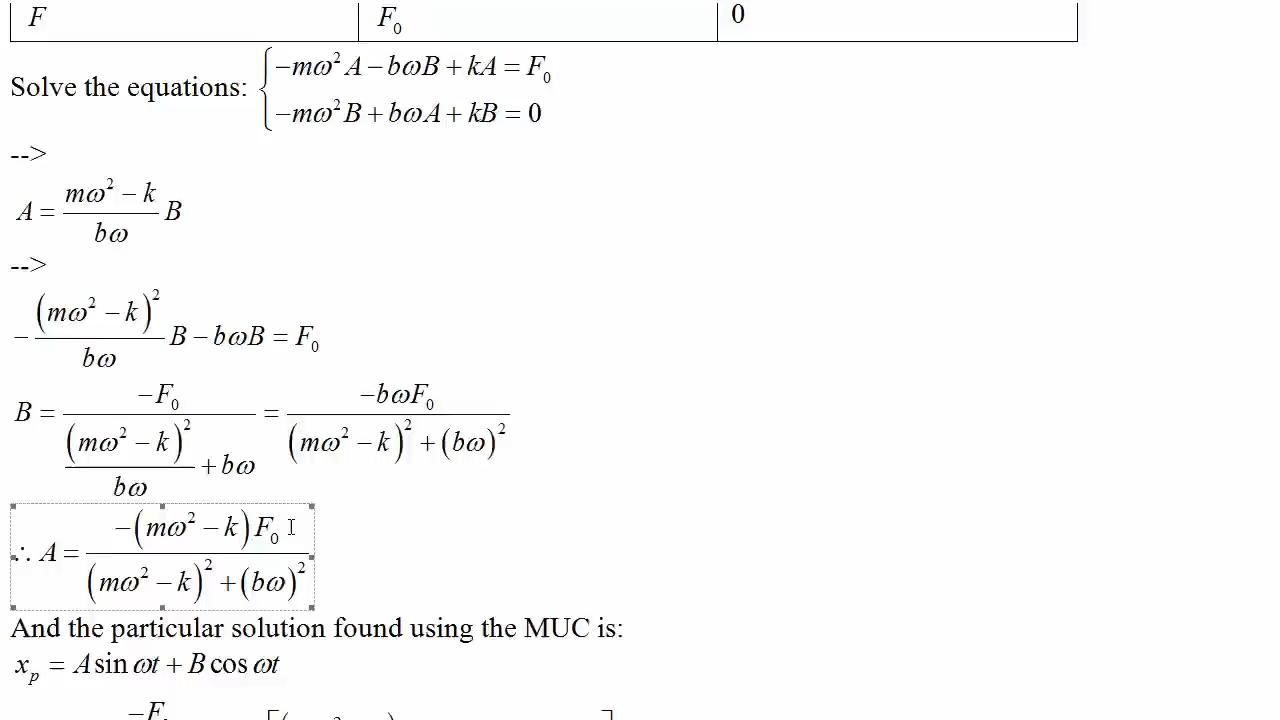 F F₀ 0
Solve the equations: { −mω²A − bωB + kA = F₀
−mω²B + bωA + kB = 0
-->
A = (mω² − k)/(bω) B
-->
−(mω² − k)²/(bω) B − bωB = F₀
B = −F₀/((mω² − k)²/(bω) + bω) = −bωF₀/((mω² − k)² + (bω)²)
∴ A = −(mω² − k)F₀/((mω² − k)² + (bω)²)
And the particular solution found using the MUC is:
xₚ = A sin ωt + B cos ωt